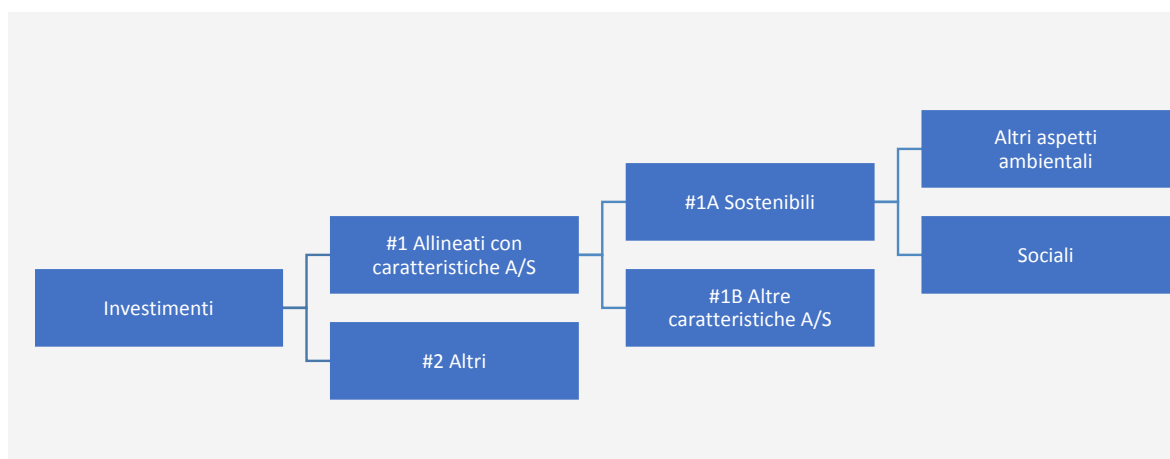 Investimenti
#1 Allineati con
caratteristiche A/S
#2 Altri
#1A Sostenibili
#1B Altre
caratteristiche A/S
Altri aspetti
ambientali
Sociali